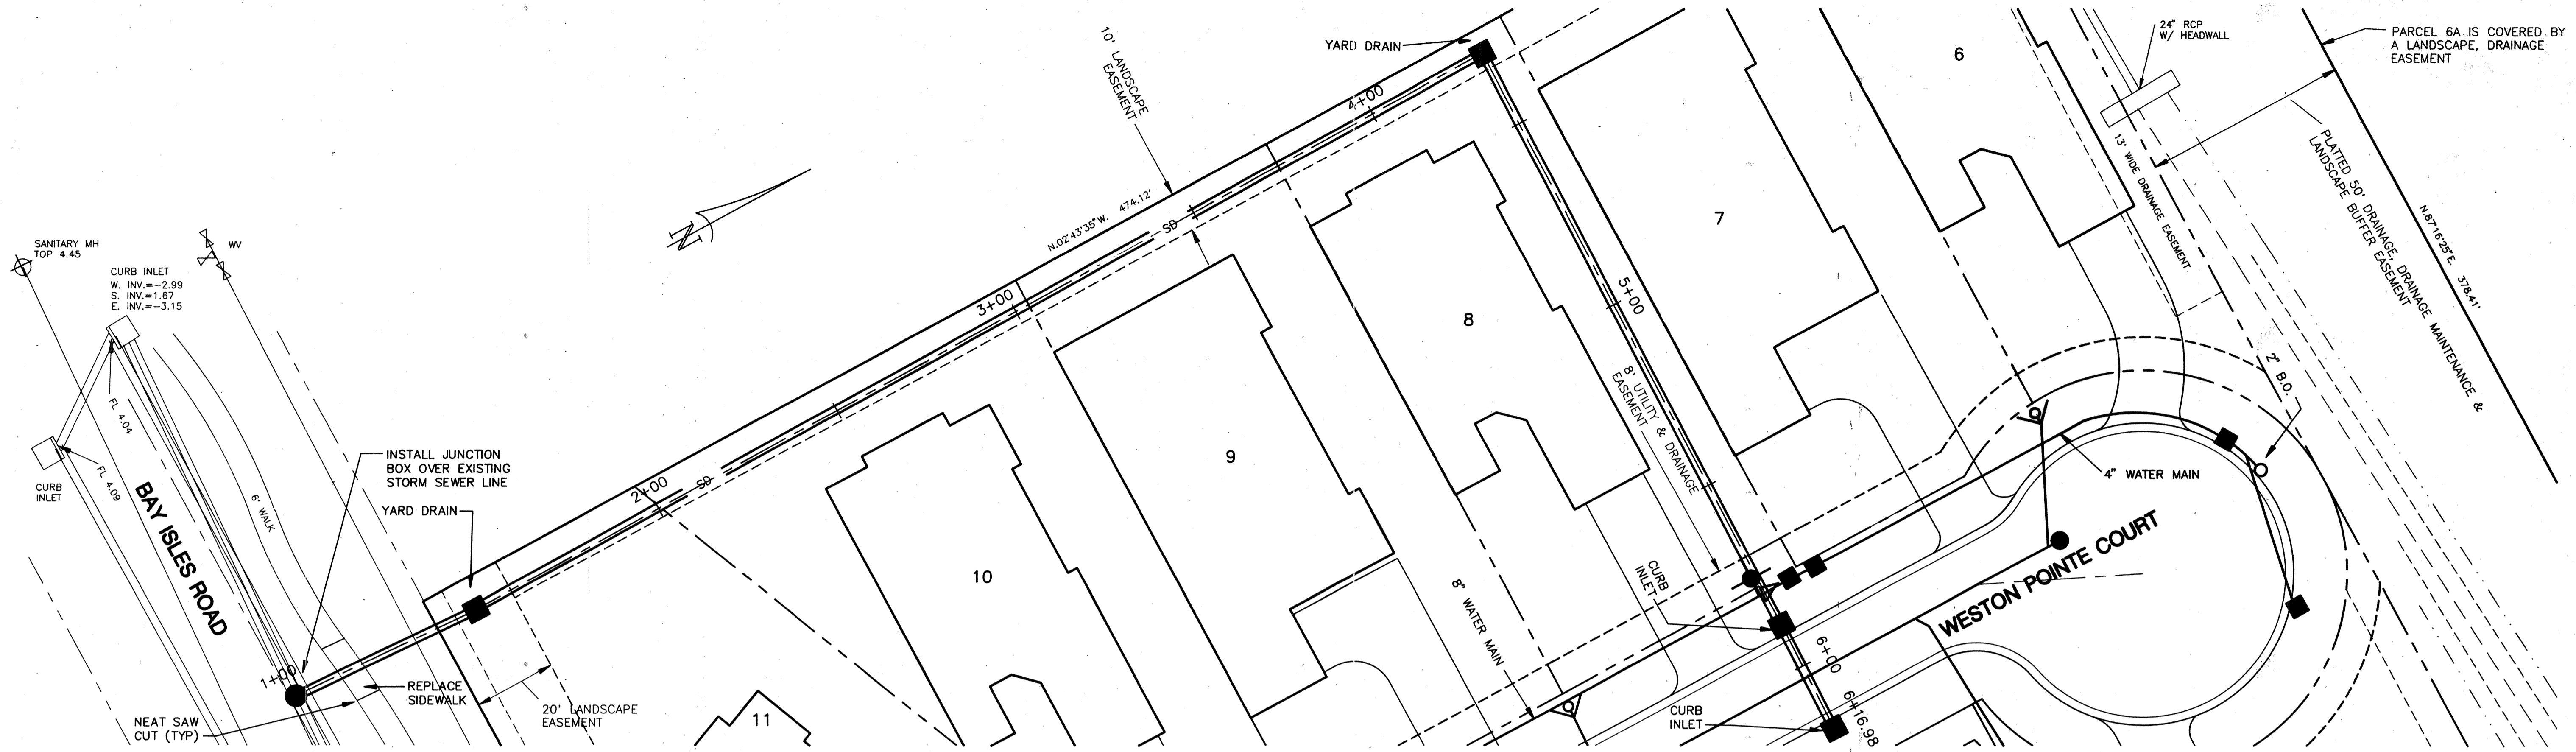 SANITARY MH
TOP 4.45
CURB INLET
W. INV.=-2.99
S. INV.=1.67
E. INV.=-3.15
WV
FL 4.04
FL 4.09
CURB
INLET
BAY ISLES ROAD
6' WALK
INSTALL JUNCTION
BOX OVER EXISTING
STORM SEWER LINE
YARD DRAIN
1+00
NEAT SAW
CUT (TYP)
REPLACE
SIDEWALK
20' LANDSCAPE
EASEMENT
N
2+00
SD
3+00
N.02°43'35"W. 474.12'
SD
10' LANDSCAPE
EASEMENT
4+00
YARD DRAIN
11
10
9
8
7
6
5+00
8' UTILITY & DRAINAGE
EASEMENT
8" WATER MAIN
CURB
INLET
CURB
INLET
6+00
6+16.98
WESTON POINTE COURT
4" WATER MAIN
2" B.O.
24" RCP
W/ HEADWALL
13' WIDE DRAINAGE EASEMENT
PARCEL 6A IS COVERED BY
A LANDSCAPE, DRAINAGE
EASEMENT
PLATTED 50' DRAINAGE, DRAINAGE MAINTENANCE &
LANDSCAPE BUFFER EASEMENT
N.87°16'25"E. 378.41'